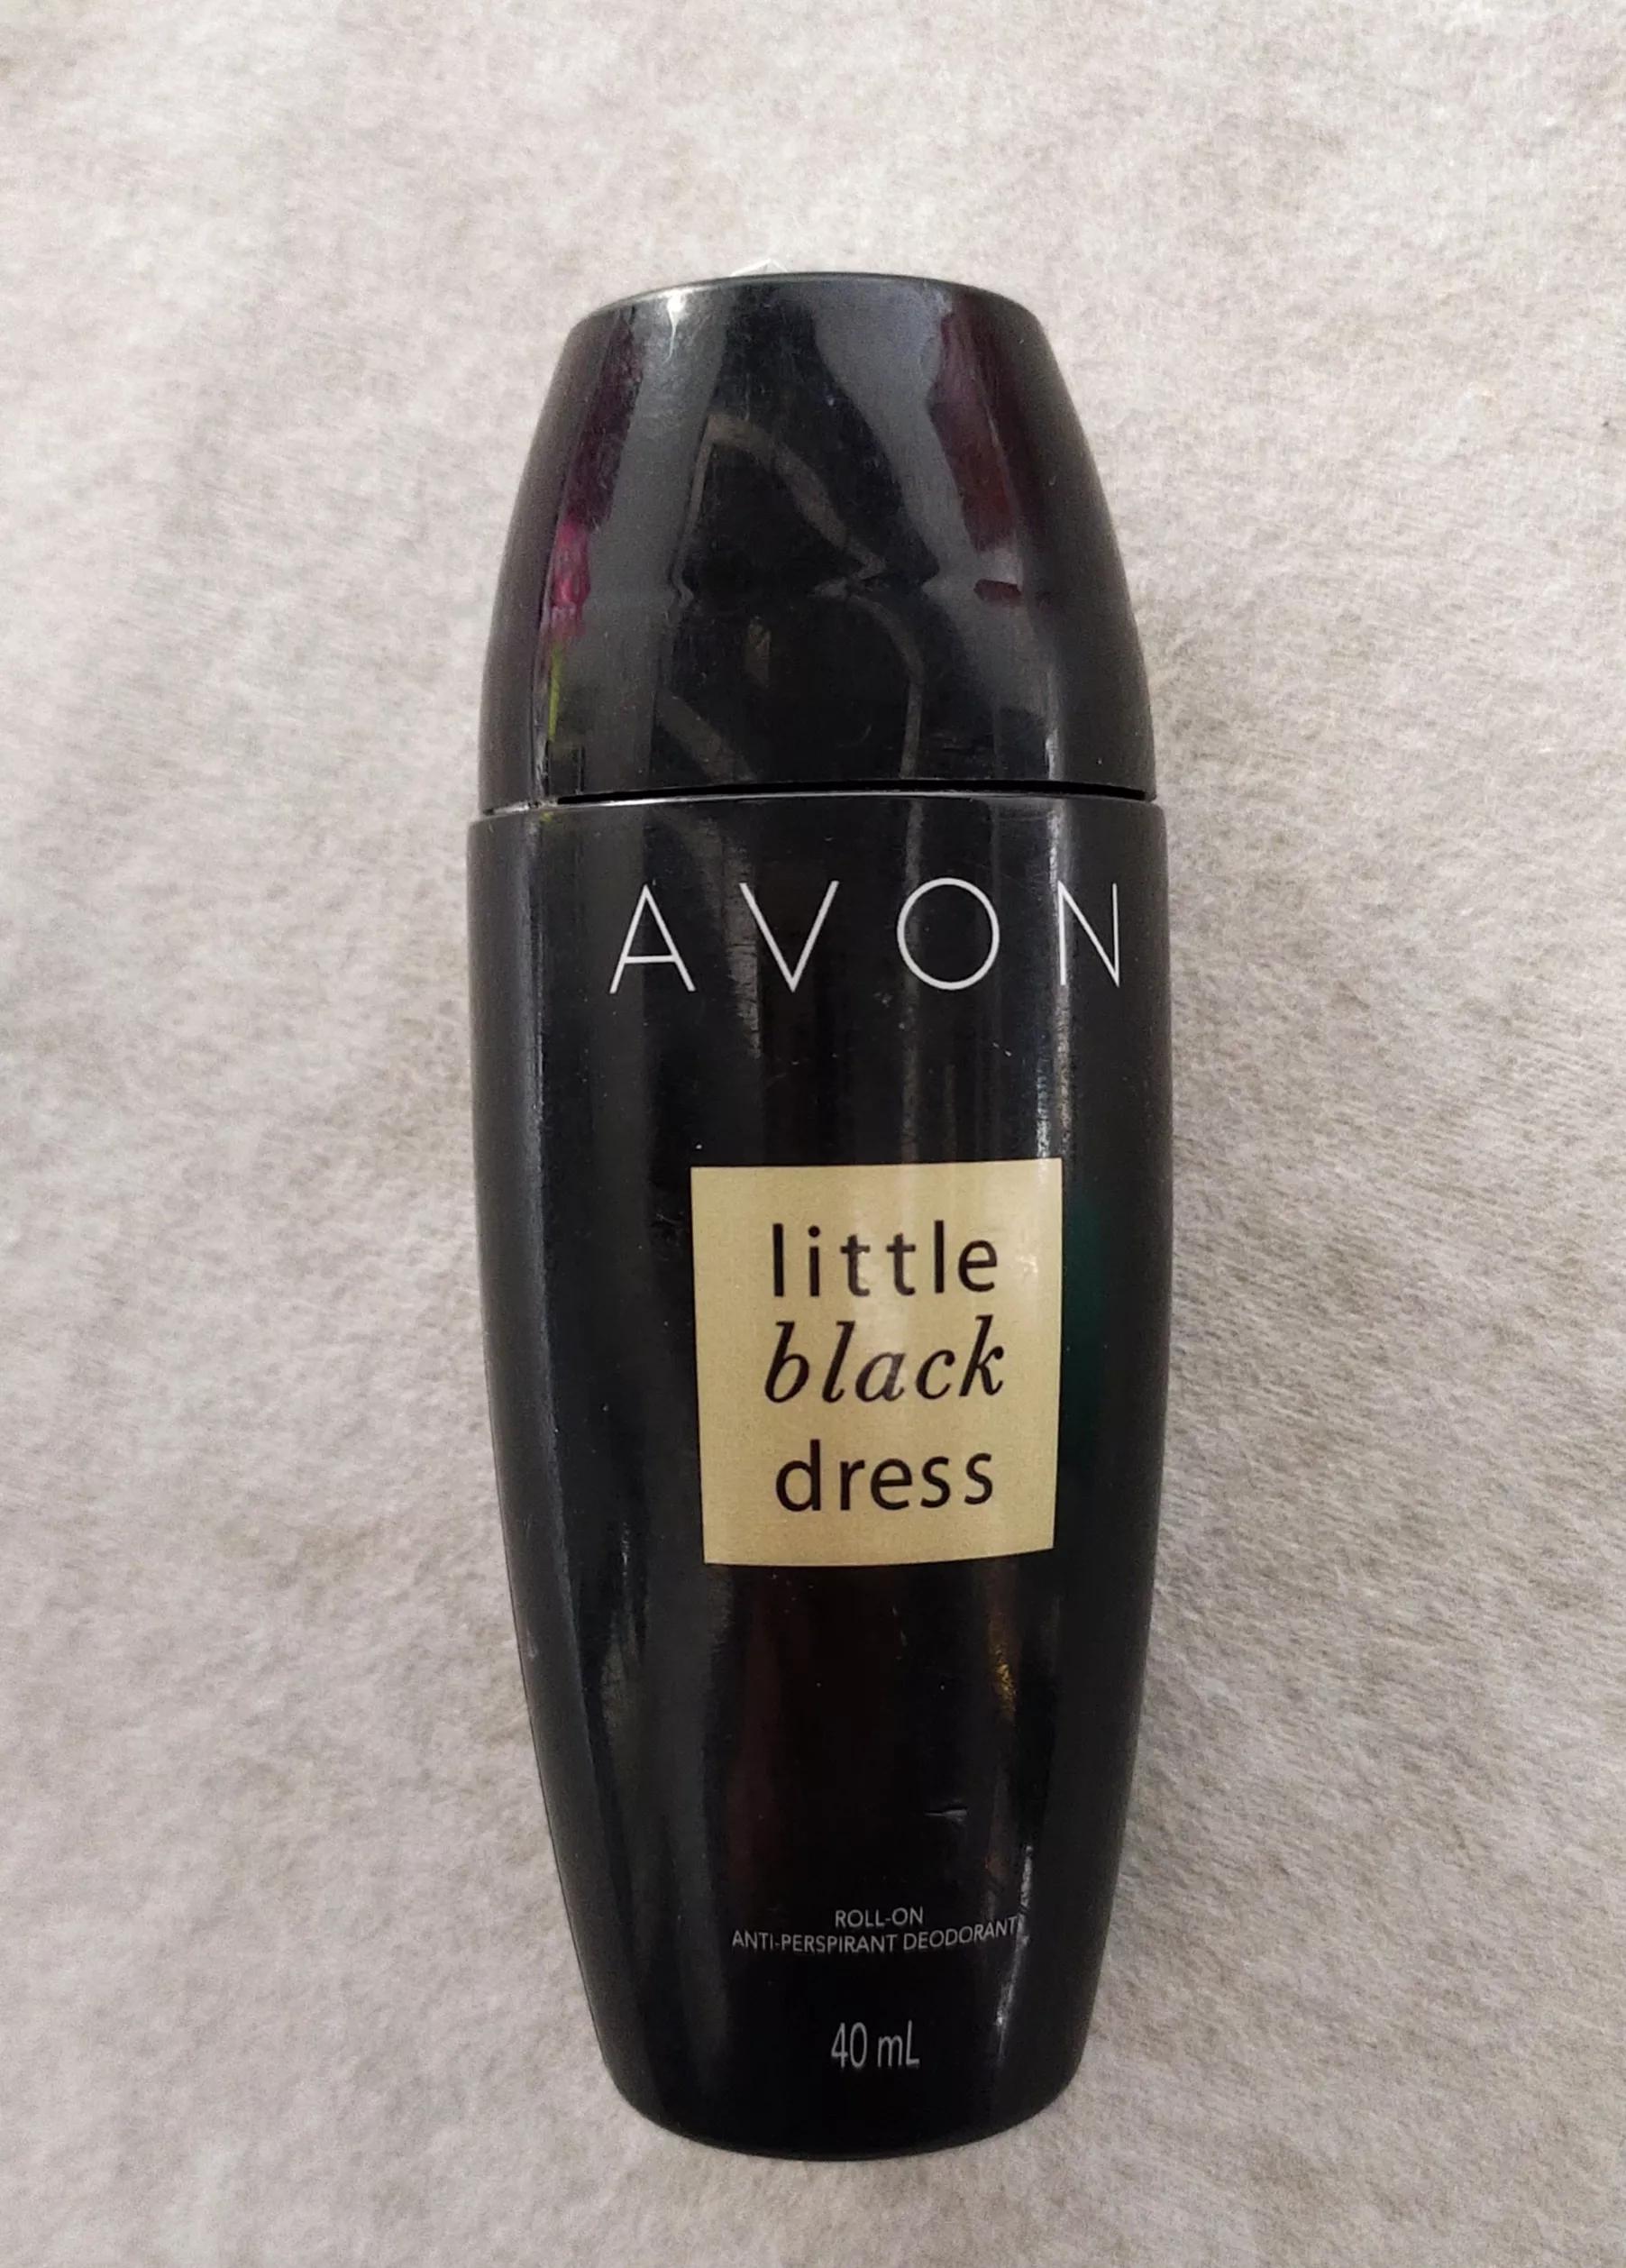 AVON
little
black
dress
ROLL-ON
ANTI-PERSPIRANT DEODORANT
40 mL